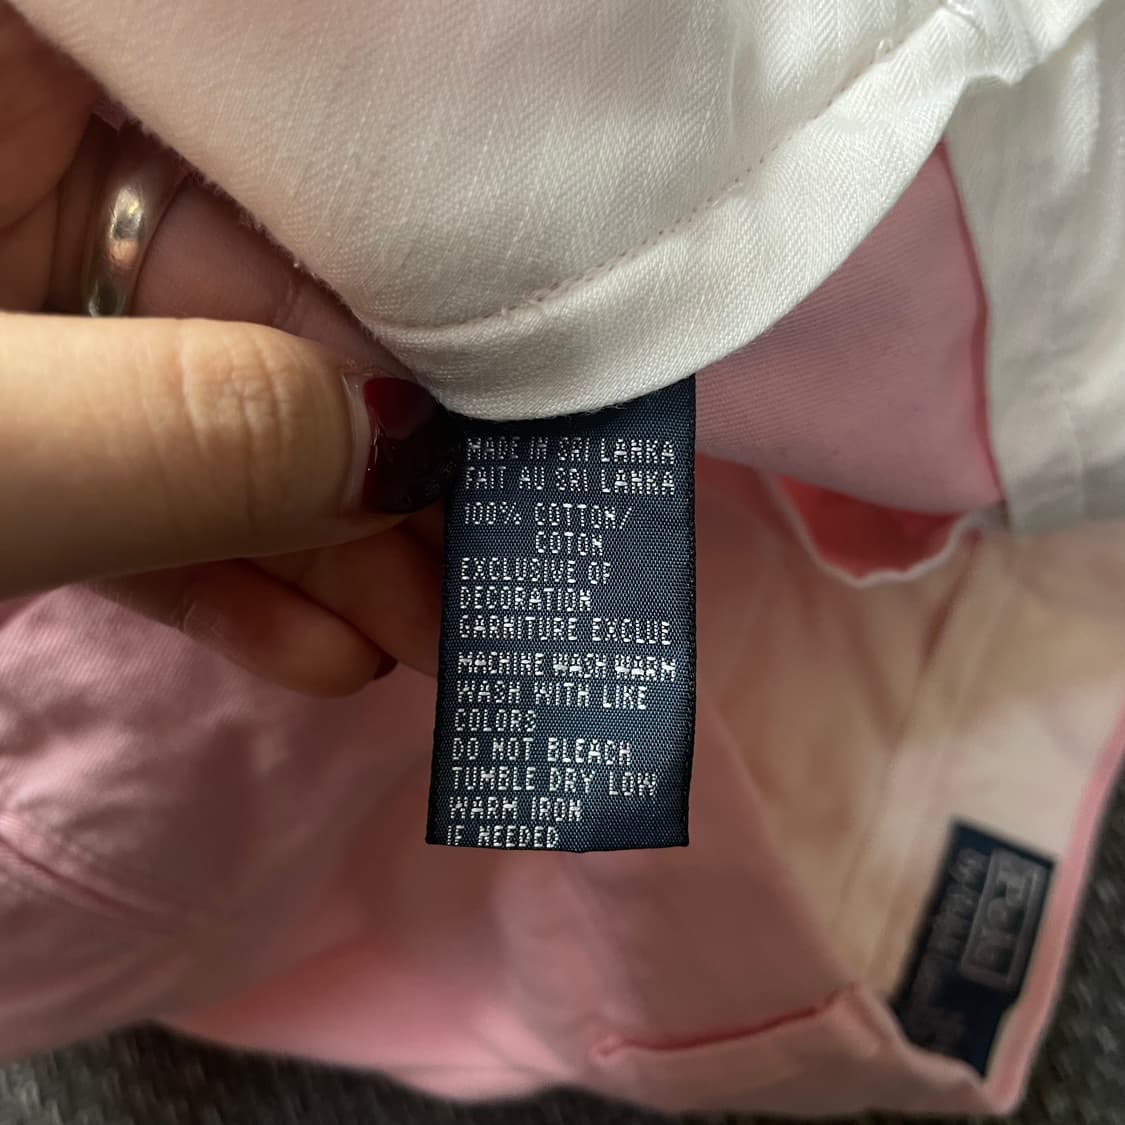 MADE IN SRI LANKA
FAIT AU SRI LANKA
100% COTTON/
COTON
EXCLUSIVE OF
DECORATION
GARNITURE EXCLUE
MACHINE WASH WARM
WASH WITH LIKE
COLORS
DO NOT BLEACH
TUMBLE DRY LOW
WARM IRON
IF NEEDED